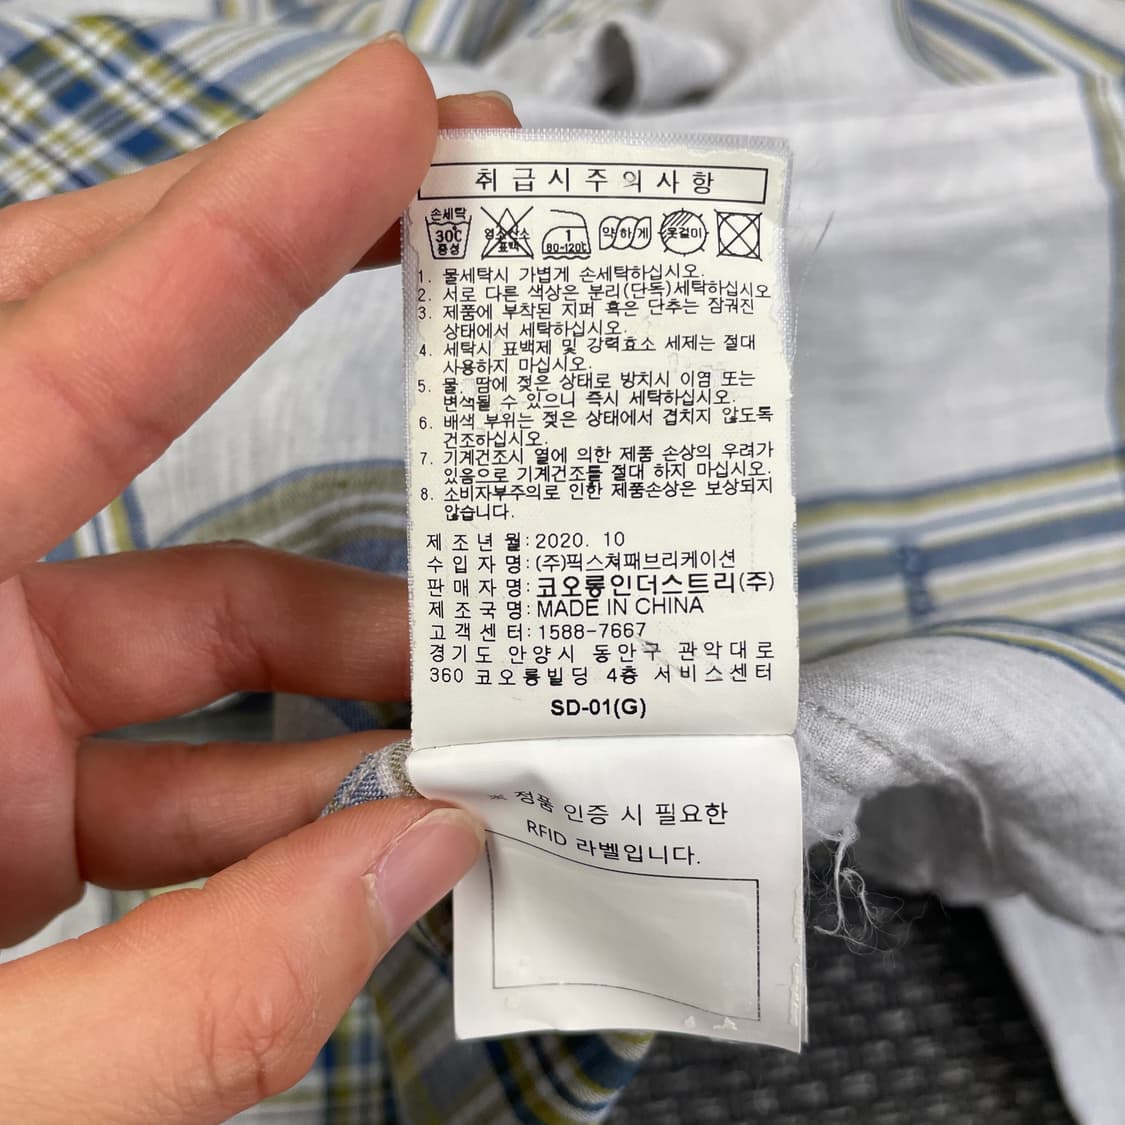 취급시주의사항
손세탁
30℃
중성
염소산소
표백
1
80-120℃
약하게
옷걸이
1. 물세탁시 가볍게 손세탁하십시오.
2. 서로 다른 색상은 분리(단독)세탁하십시오
3. 제품에 부착된 지퍼 혹은 단추는 잠궈진
상태에서 세탁하십시오.
4. 세탁시 표백제 및 강력효소 세제는 절대
사용하지 마십시오.
5. 물, 땀에 젖은 상태로 방치시 이염 또는
변색될 수 있으니 즉시 세탁하십시오.
6. 배색 부위는 젖은 상태에서 겹치지 않도록
건조하십시오.
7. 기계건조시 열에 의한 제품 손상의 우려가
있음으로 기계건조를 절대 하지 마십시오.
8. 소비자부주의로 인한 제품손상은 보상되지
않습니다.
제조년월: 2020. 10
수입자명: (주)픽스쳐패브리케이션
판매자명: 코오롱인더스트리(주)
제조국명: MADE IN CHINA
고객센터: 1588-7667
경기도 안양시 동안구 관악대로
360 코오롱빌딩 4층 서비스센터
SD-01(G)
※ 정품 인증 시 필요한
RFID 라벨입니다.